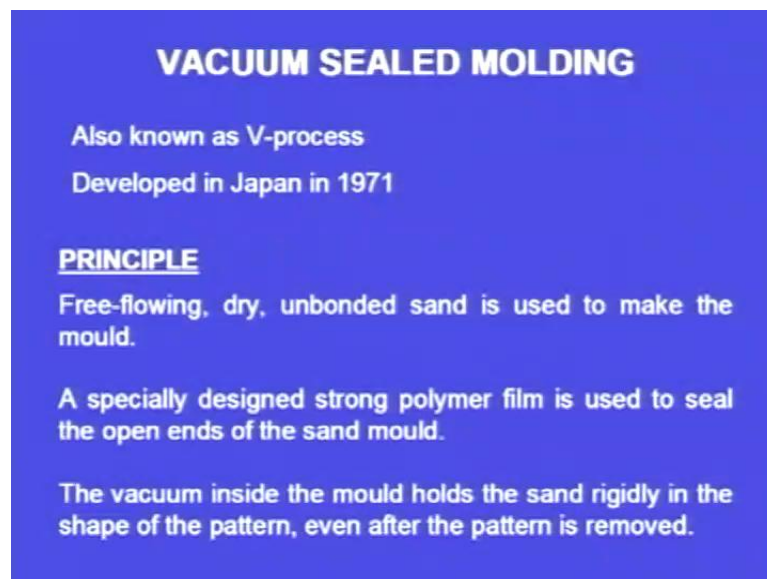 VACUUM SEALED MOLDING
Also known as V-process
Developed in Japan in 1971
PRINCIPLE
Free-flowing, dry, unbonded sand is used to make the
mould.
A specially designed strong polymer film is used to seal
the open ends of the sand mould.
The vacuum inside the mould holds the sand rigidly in the
shape of the pattern, even after the pattern is removed.